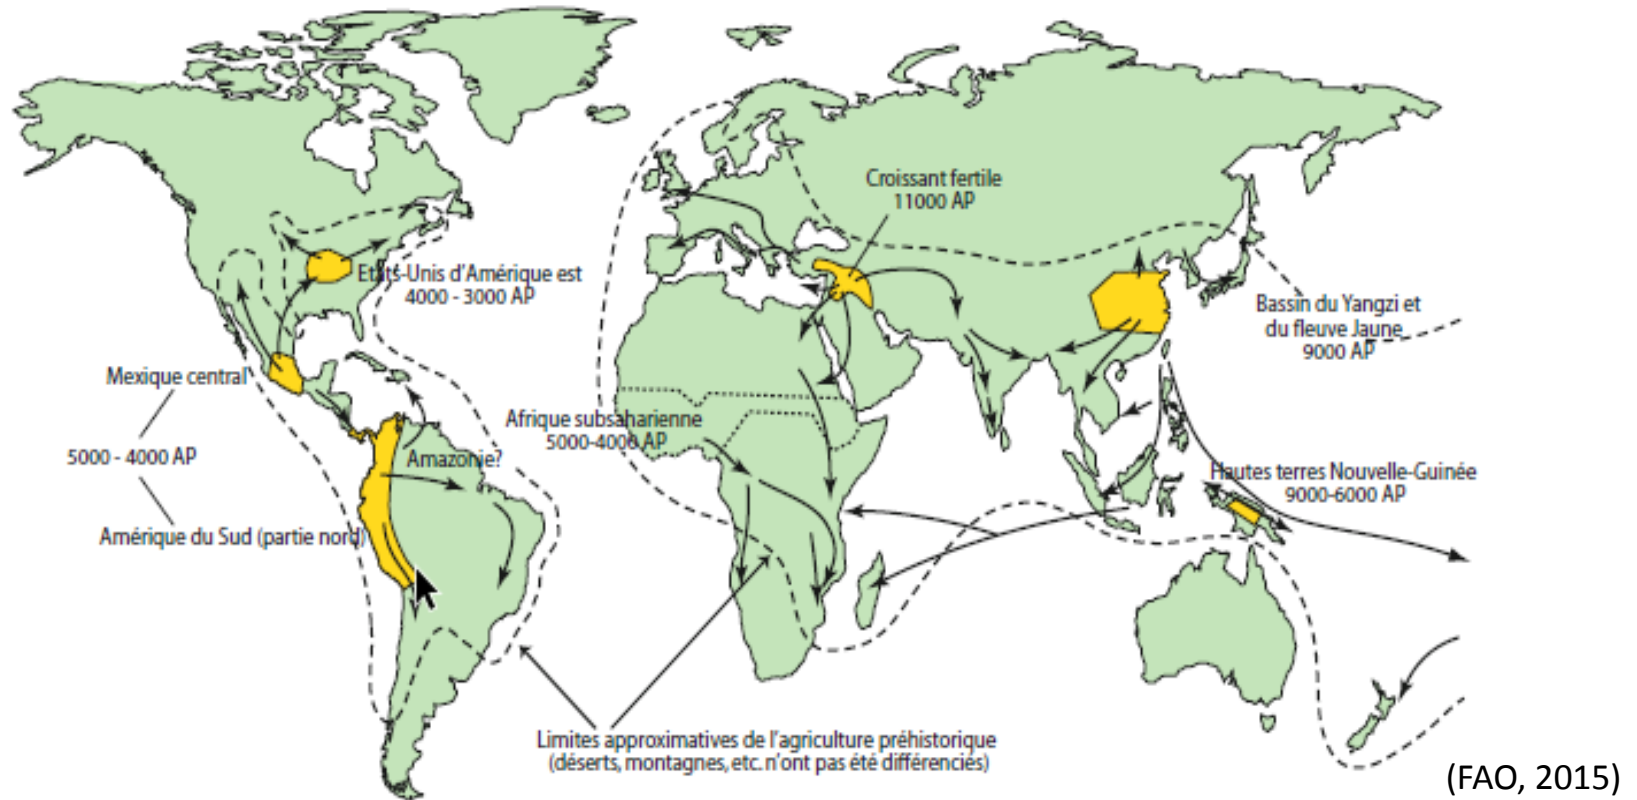 Croissant fertile
11000 AP
Etats-Unis d'Amérique est
4000 - 3000 AP
Bassin du Yangzi et
du fleuve Jaune
9000 AP
Mexique central
5000 - 4000 AP
Amérique du Sud (partie nord)
Amazonie?
Afrique subsaharienne
5000-4000 AP
Hautes terres Nouvelle-Guinée
9000-6000 AP
Limites approximatives de l'agriculture préhistorique
(déserts, montagnes, etc. n'ont pas été différenciés)
(FAO, 2015)